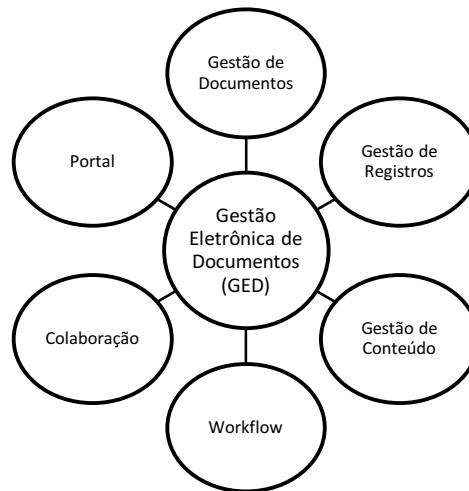 Gestão de
Documentos
Portal
Gestão de
Registros
Gestão
Eletrônica de
Documentos
(GED)
Colaboração
Gestão de
Conteúdo
Workflow